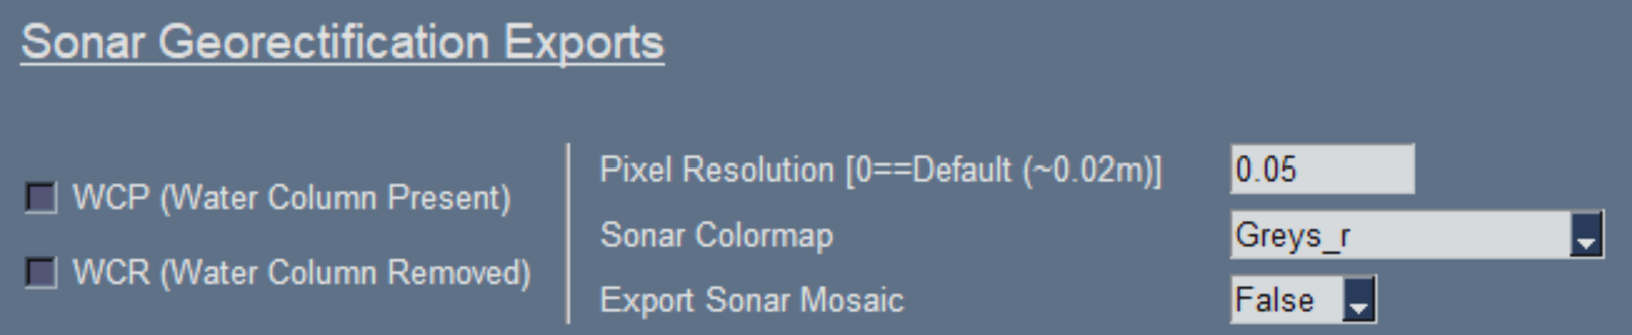 Sonar Georectification Exports
WCP (Water Column Present)
WCR (Water Column Removed)
Pixel Resolution [0==Default (~0.02m)] 0.05
Sonar Colormap Greys_r
Export Sonar Mosaic False